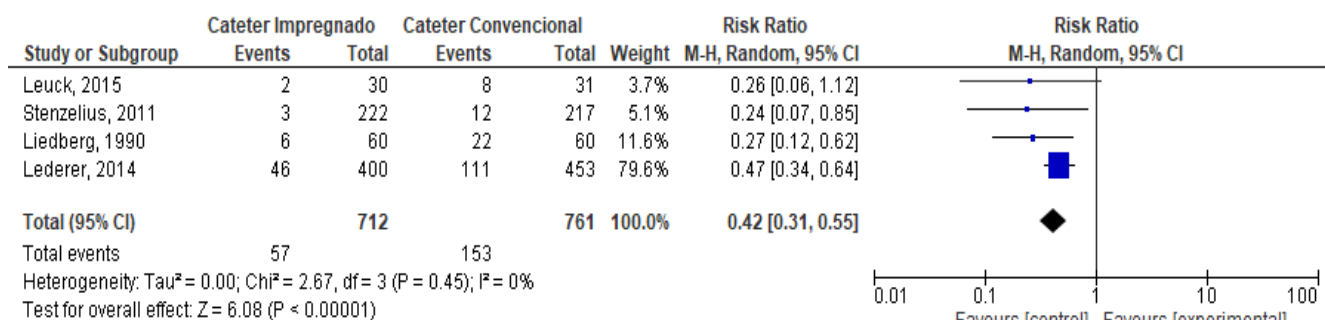 Cateter Impregnado Cateter Convencional Risk Ratio Risk Ratio
Study or Subgroup Events Total Events Total Weight M-H, Random, 95% CI M-H, Random, 95% CI
Leuck, 2015 2 30 8 31 3.7% 0.26 [0.06, 1.12]
Stenzelius, 2011 3 222 12 217 5.1% 0.24 [0.07, 0.85]
Liedberg, 1990 6 60 22 60 11.6% 0.27 [0.12, 0.62]
Lederer, 2014 46 400 111 453 79.6% 0.47 [0.34, 0.64]
Total (95% CI) 712 761 100.0% 0.42 [0.31, 0.55]
Total events 57 153
Heterogeneity: Tau² = 0.00; Chi² = 2.67, df = 3 (P = 0.45); I² = 0%
Test for overall effect: Z = 6.08 (P < 0.00001)
0.01 0.1 1 10 100
Favours [control] Favours [experimental]